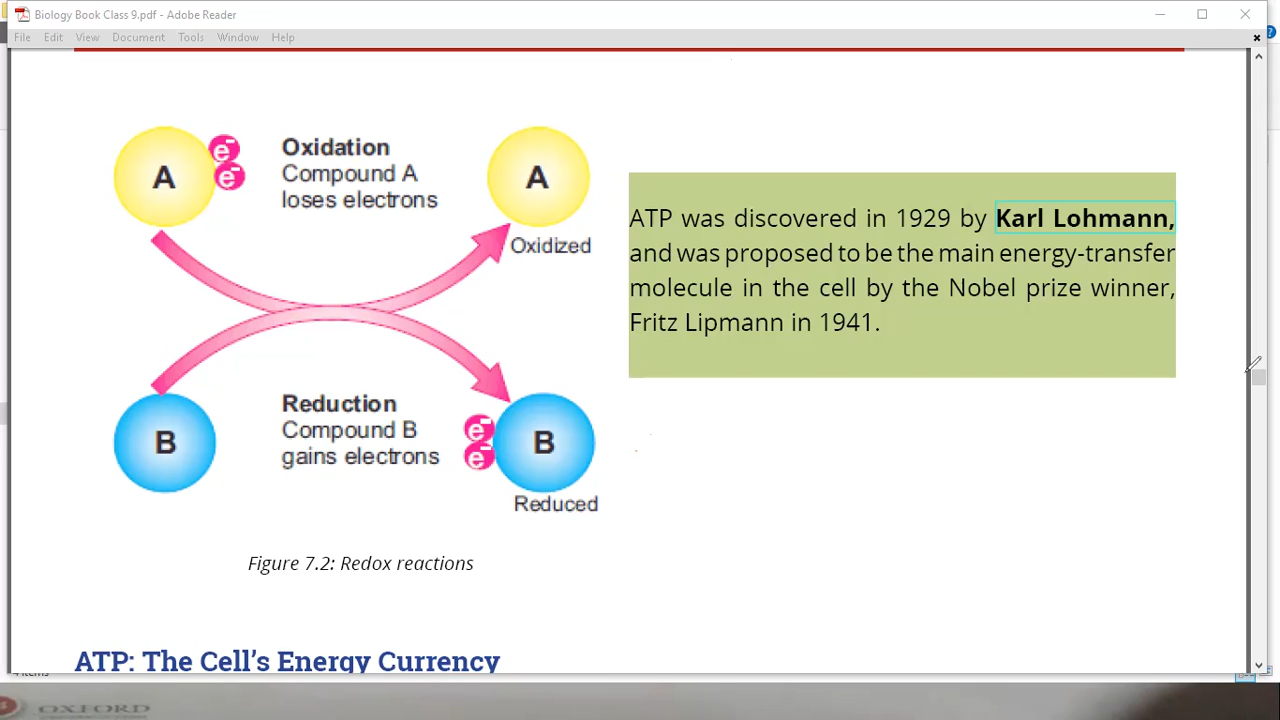 Biology Book Class 9.pdf - Adobe Reader
File Edit View Document Tools Window Help
A
e-
e-
Oxidation
Compound A
loses electrons
A
Oxidized
B
Reduction
Compound B
gains electrons
e-
e-
B
Reduced
Figure 7.2: Redox reactions
ATP was discovered in 1929 by Karl Lohmann,
and was proposed to be the main energy-transfer
molecule in the cell by the Nobel prize winner,
Fritz Lipmann in 1941.
ATP: The Cell's Energy Currency
items
OXFORD